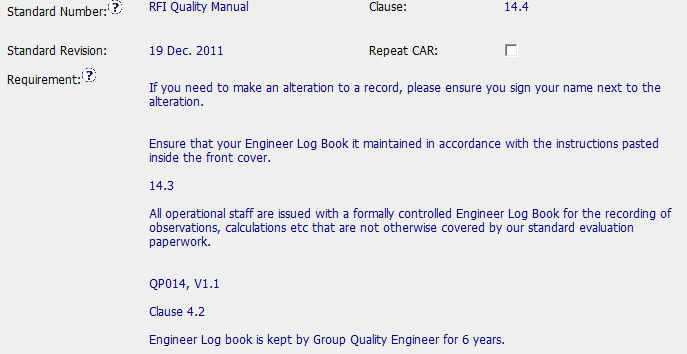 Standard Number:? RFI Quality Manual Clause: 14.4
Standard Revision: 19 Dec. 2011 Repeat CAR:
Requirement:?
If you need to make an alteration to a record, please ensure you sign your name next to the
alteration.
Ensure that your Engineer Log Book it maintained in accordance with the instructions pasted
inside the front cover.
14.3
All operational staff are issued with a formally controlled Engineer Log Book for the recording of
observations, calculations etc that are not otherwise covered by our standard evaluation
paperwork.
QP014, V1.1
Clause 4.2
Engineer Log book is kept by Group Quality Engineer for 6 years.